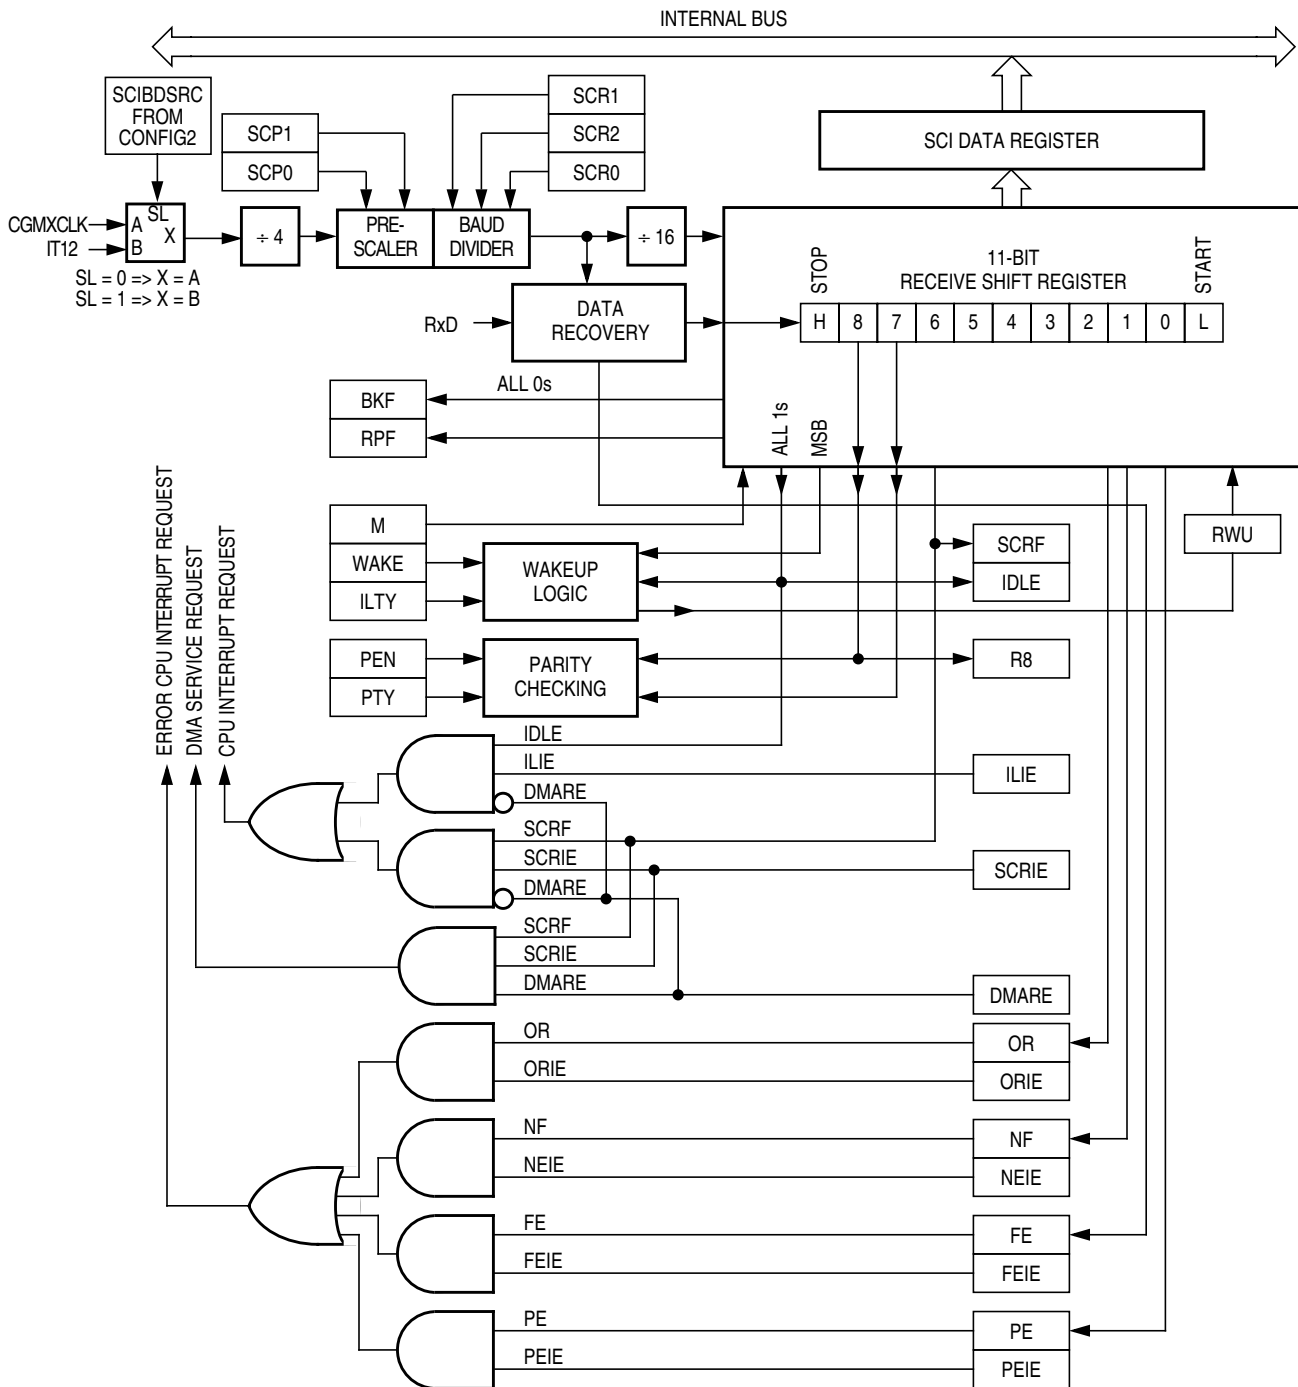 INTERNAL BUS
SCIBDSRC
FROM
CONFIG2
SCP1
SCP0
SCR1
SCR2
SCR0
SCI DATA REGISTER
CGMXCLK
IT12
SL
A
B
X
SL = 0 => X = A
SL = 1 => X = B
÷ 4
PRE-
SCALER
BAUD
DIVIDER
÷ 16
STOP
11-BIT
RECEIVE SHIFT REGISTER
START
H 8 7 6 5 4 3 2 1 0 L
RxD
DATA
RECOVERY
ALL 0s
BKF
RPF
ALL 1s
MSB
M
WAKE
ILTY
WAKEUP
LOGIC
SCRF
IDLE
RWU
PEN
PTY
PARITY
CHECKING
R8
ERROR CPU INTERRUPT REQUEST
DMA SERVICE REQUEST
CPU INTERRUPT REQUEST
IDLE
ILIE
ILIE
DMARE
SCRF
SCRIE
SCRIE
DMARE
SCRF
SCRIE
DMARE
DMARE
OR
OR
ORIE
ORIE
NF
NF
NEIE
NEIE
FE
FE
FEIE
FEIE
PE
PE
PEIE
PEIE